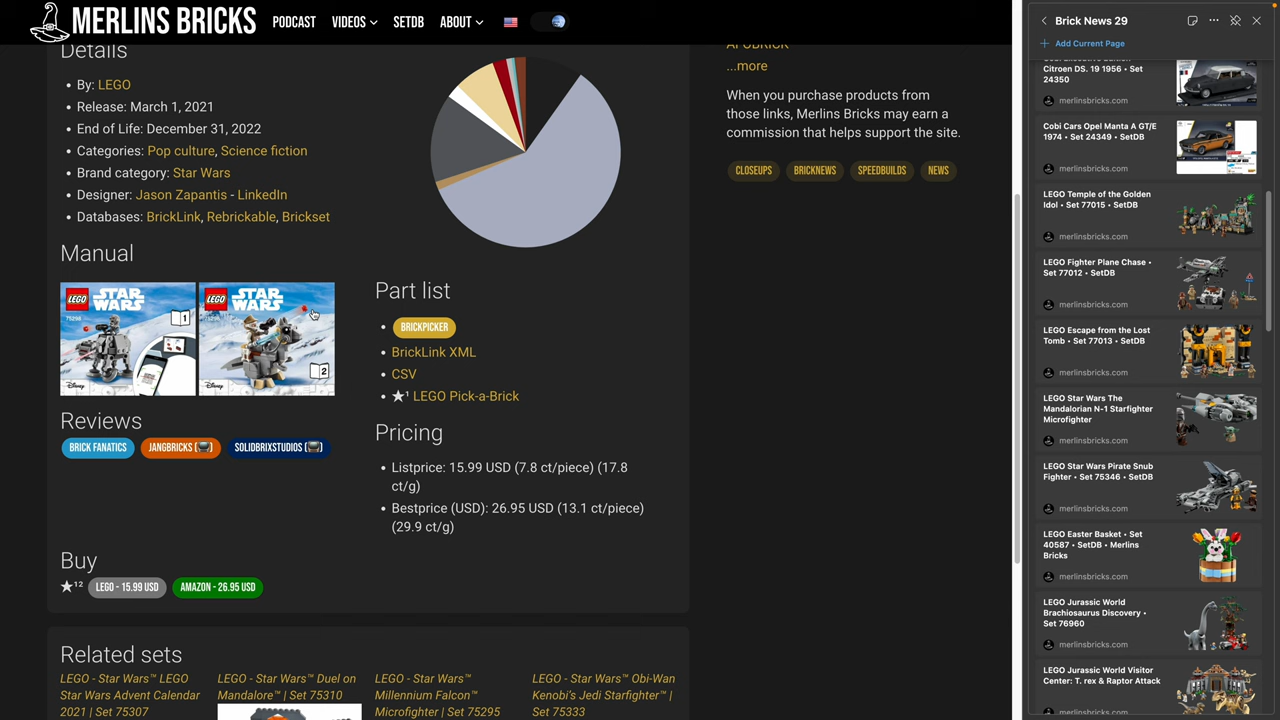 MERLINS BRICKS
PODCAST
VIDEOS
SETDB
ABOUT
Details
By: LEGO
Release: March 1, 2021
End of Life: December 31, 2022
Categories: Pop culture, Science fiction
Brand category: Star Wars
Designer: Jason Zapantis - LinkedIn
Databases: BrickLink, Rebrickable, Brickset
Manual
LEGO STAR WARS
75298
1
Disney
LEGO STAR WARS
2
Disney
Reviews
BRICK FANATICS
JANGBRICKS
SOLIDBRIXSTUDIOS
Part list
BRICKPICKER
BrickLink XML
CSV
★¹ LEGO Pick-a-Brick
Pricing
Listprice: 15.99 USD (7.8 ct/piece) (17.8
ct/g)
Bestprice (USD): 26.95 USD (13.1 ct/piece)
(29.9 ct/g)
Buy
★¹² LEGO - 15.99 USD
AMAZON - 26.95 USD
Related sets
LEGO - Star Wars™ LEGO
Star Wars Advent Calendar
2021 | Set 75307
LEGO - Star Wars™ Duel on
Mandalore™ | Set 75310
LEGO - Star Wars™
Millennium Falcon™
Microfighter | Set 75295
LEGO - Star Wars™ Obi-Wan
Kenobi's Jedi Starfighter™ |
Set 75333
...more
When you purchase products from
those links, Merlins Bricks may earn a
commission that helps support the site.
CLOSEUPS
BRICKNEWS
SPEEDBUILDS
NEWS
Brick News 29
Add Current Page
Citroen DS. 19 1956 • Set
24350
merlinsbricks.com
Cobi Cars Opel Manta A GT/E
1974 • Set 24349 • SetDB
merlinsbricks.com
LEGO Temple of the Golden
Idol • Set 77015 • SetDB
merlinsbricks.com
LEGO Fighter Plane Chase •
Set 77012 • SetDB
merlinsbricks.com
LEGO Escape from the Lost
Tomb • Set 77013 • SetDB
merlinsbricks.com
LEGO Star Wars The
Mandalorian N-1 Starfighter
Microfighter
merlinsbricks.com
LEGO Star Wars Pirate Snub
Fighter • 75346 • SetDB
merlinsbricks.com
LEGO Easter Basket • Set
40587 • SetDB • Merlins
Bricks
merlinsbricks.com
LEGO Jurassic World
Brachiosaurus Discovery •
Set 76960
merlinsbricks.com
LEGO Jurassic World Visitor
Center: T. rex & Raptor Attack